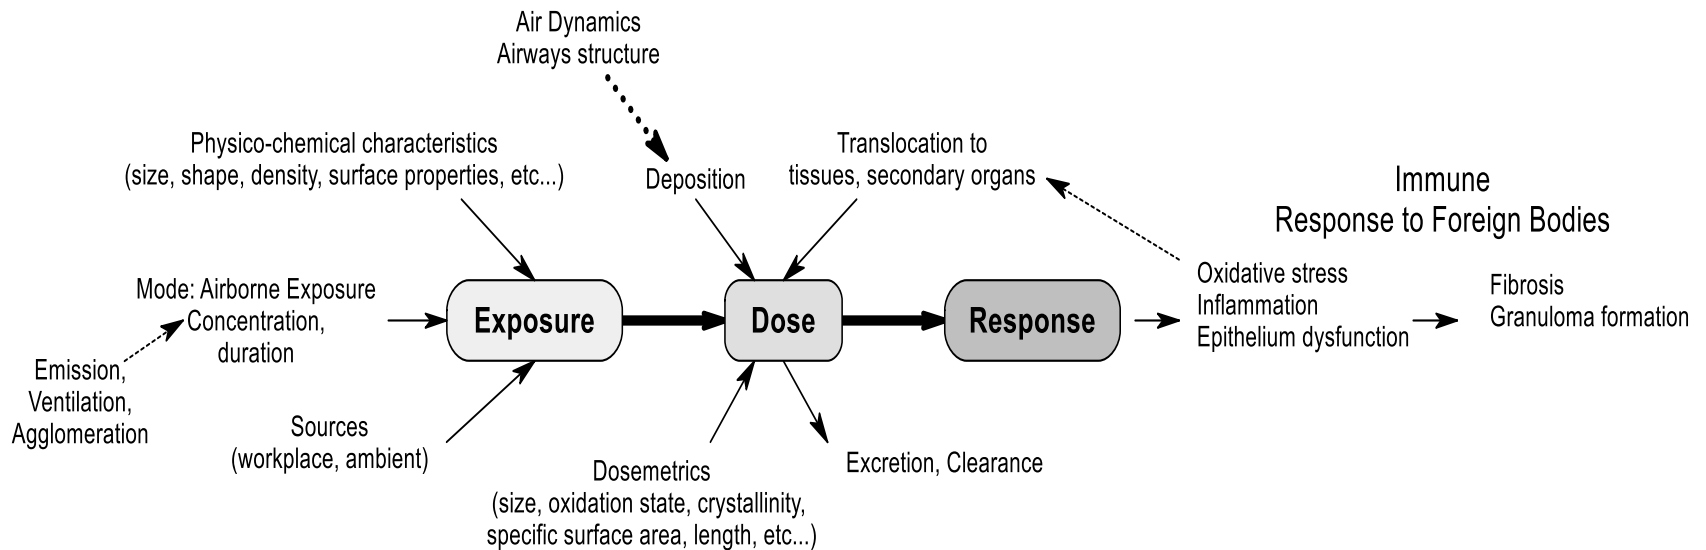 Air Dynamics
Airways structure
Physico-chemical characteristics
(size, shape, density, surface properties, etc...)
Deposition
Translocation to
tissues, secondary organs
Immune
Response to Foreign Bodies
Mode: Airborne Exposure
Concentration,
duration
Exposure
Dose
Response
Oxidative stress
Inflammation
Epithelium dysfunction
Fibrosis
Granuloma formation
Emission,
Ventilation,
Agglomeration
Sources
(workplace, ambient)
Dosemetrics
(size, oxidation state, crystallinity,
specific surface area, length, etc...)
Excretion, Clearance